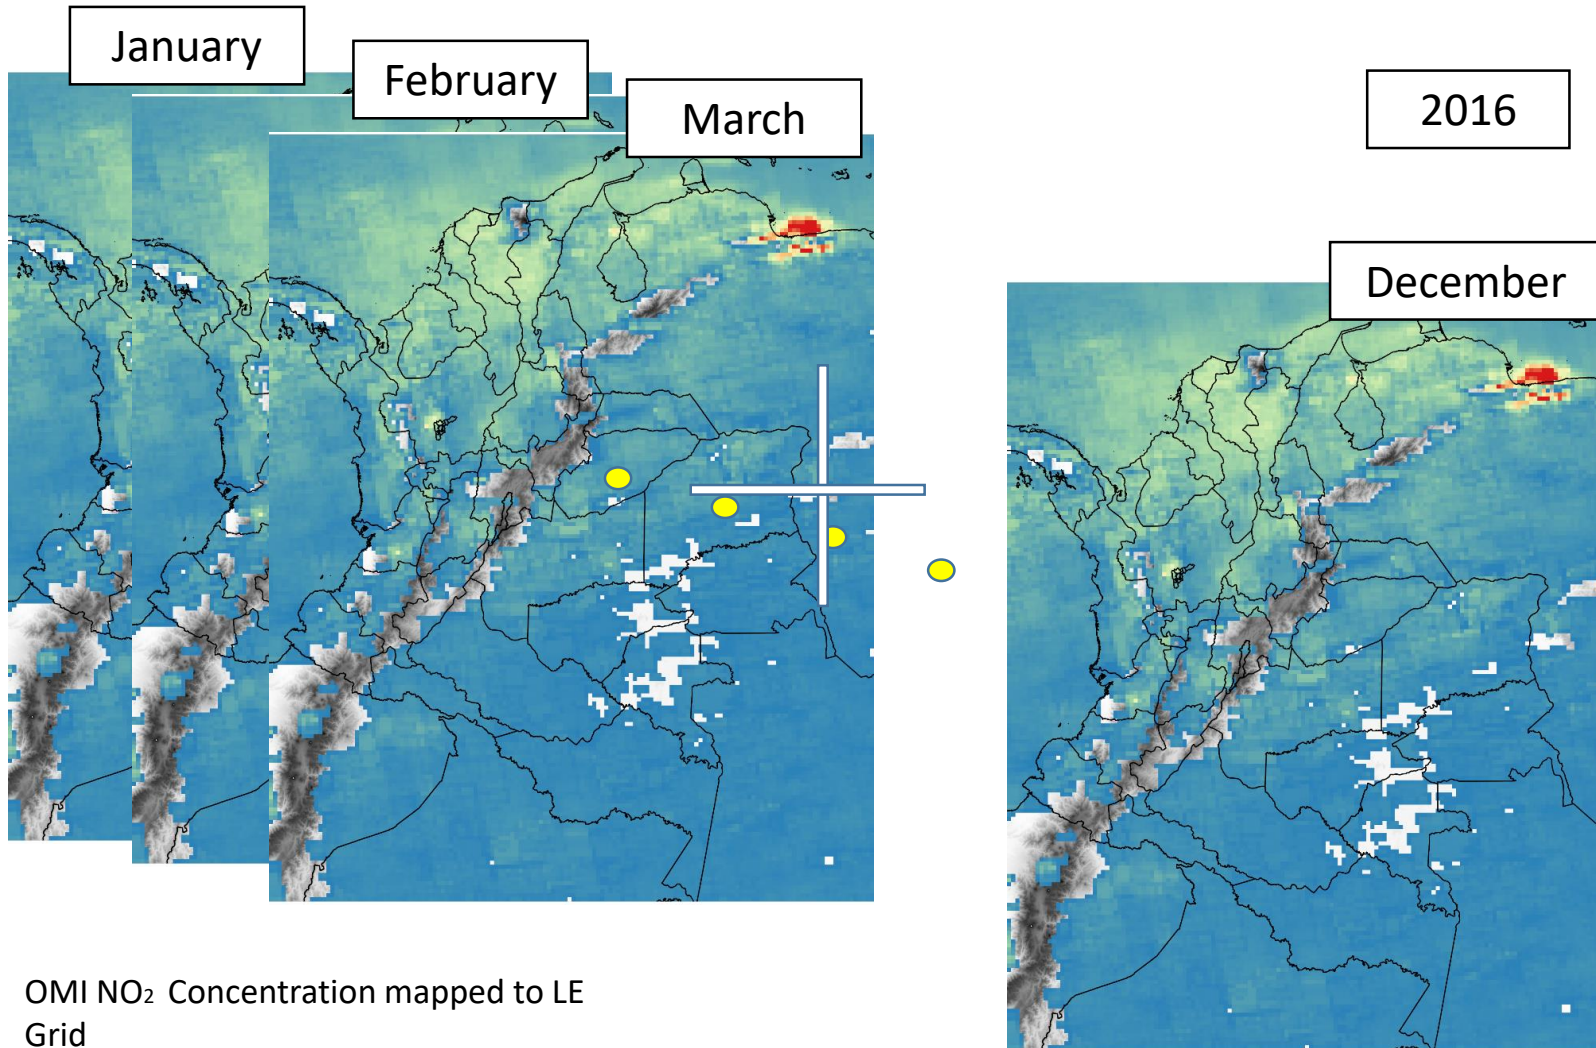 January
February
March
2016
December
OMI NO₂ Concentration mapped to LE
Grid